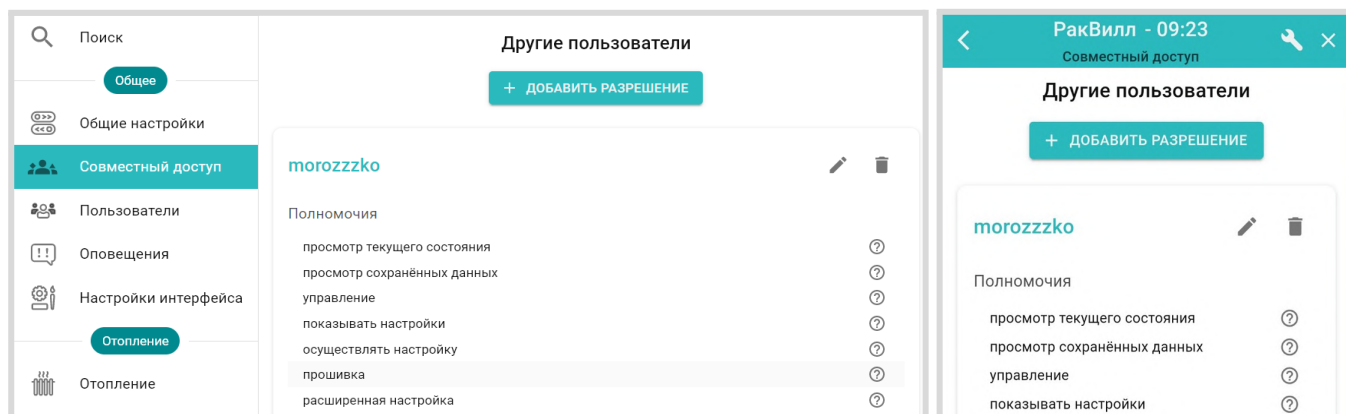 Поиск
Общее
Общие настройки
Совместный доступ
Пользователи
Оповещения
Настройки интерфейса
Отопление
Отопление
Другие пользователи
+ ДОБАВИТЬ РАЗРЕШЕНИЕ
morozzzko
Полномочия
просмотр текущего состояния
просмотр сохранённых данных
управление
показывать настройки
осуществлять настройку
прошивка
расширенная настройка
РакВилл - 09:23
Совместный доступ
Другие пользователи
+ ДОБАВИТЬ РАЗРЕШЕНИЕ
morozzzko
Полномочия
просмотр текущего состояния
просмотр сохранённых данных
управление
показывать настройки